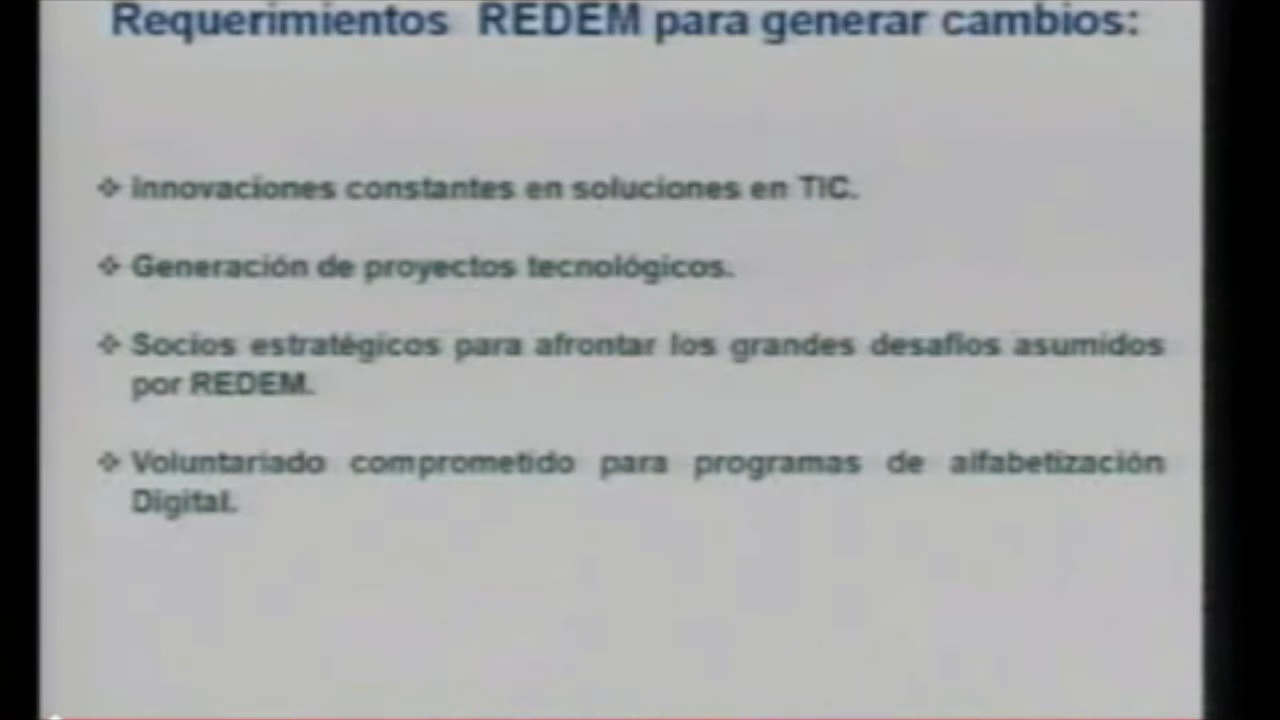 Requerimientos REDEM para generar cambios:
❖ Innovaciones constantes en soluciones en TIC.
❖ Generación de proyectos tecnológicos.
❖ Socios estratégicos para afrontar los grandes desafíos asumidos
por REDEM.
❖ Voluntariado comprometido para programas de alfabetización
Digital.